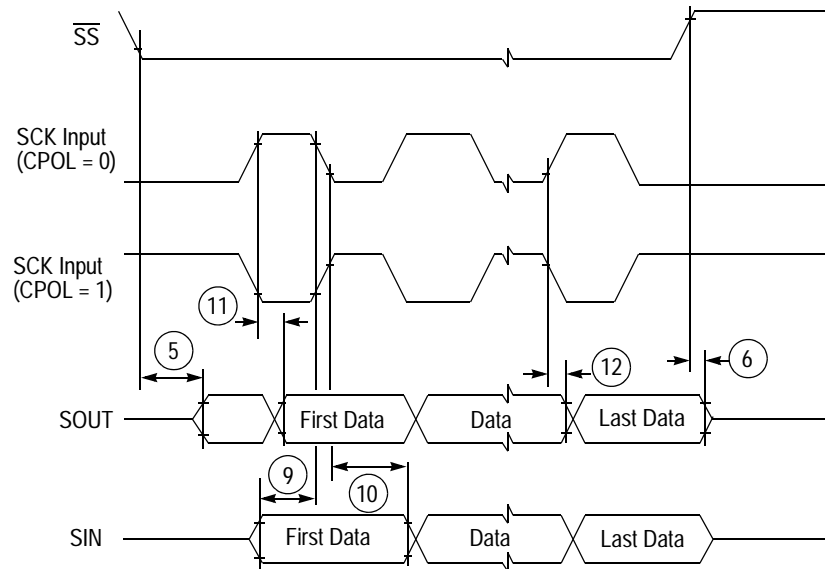 SS
SCK Input
(CPOL = 0)
SCK Input
(CPOL = 1)
11
5
12
6
SOUT
First Data
Data
Last Data
9
10
SIN
First Data
Data
Last Data